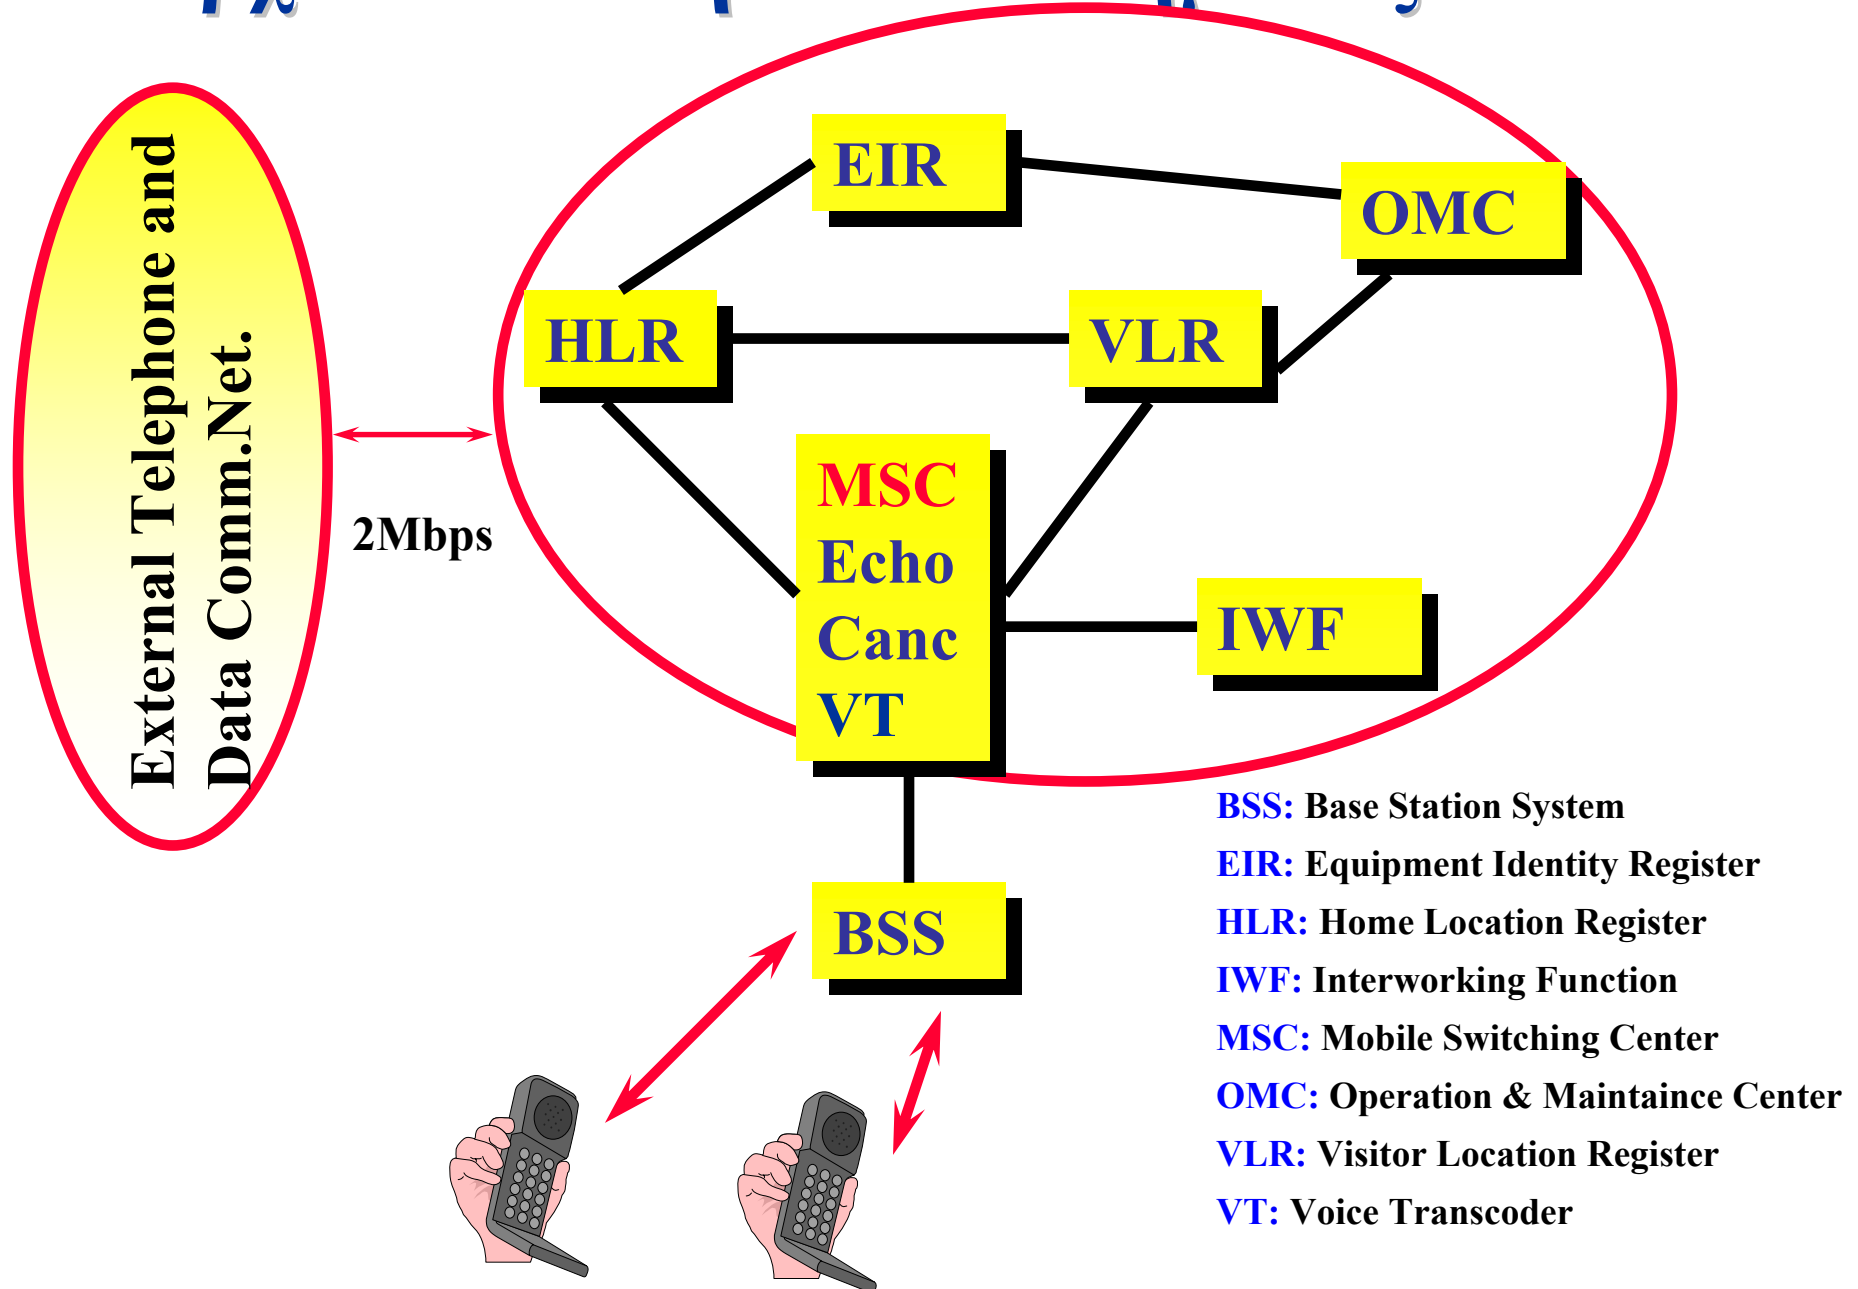 External Telephone and
Data Comm.Net.
2Mbps
EIR
OMC
HLR
VLR
MSC
Echo
Canc
VT
IWF
BSS
BSS: Base Station System
EIR: Equipment Identity Register
HLR: Home Location Register
IWF: Interworking Function
MSC: Mobile Switching Center
OMC: Operation & Maintaince Center
VLR: Visitor Location Register
VT: Voice Transcoder